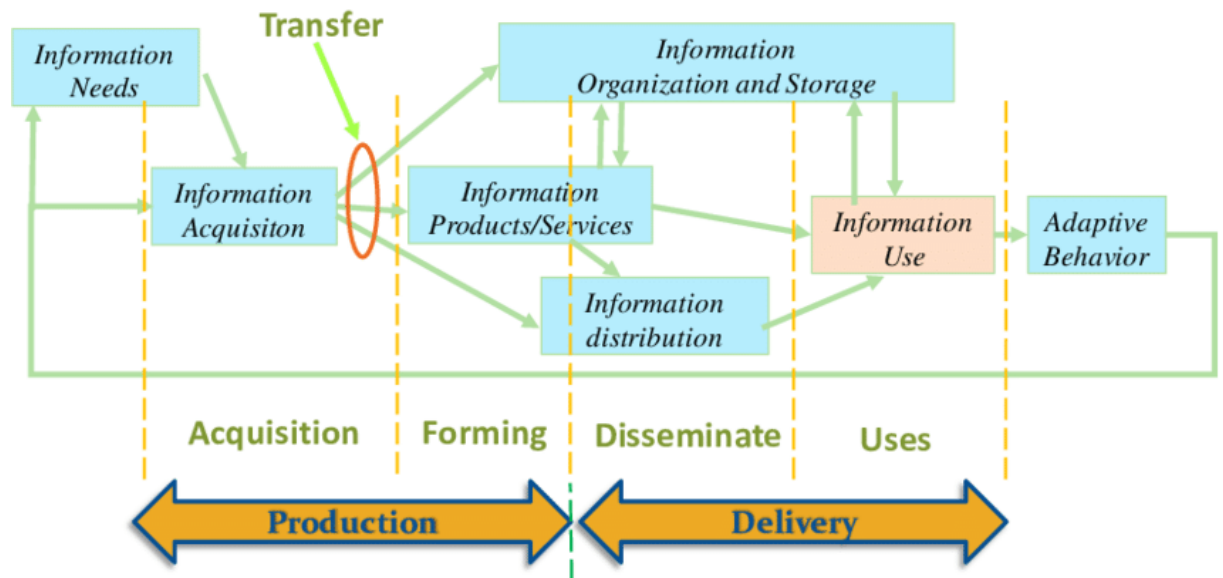 Transfer
Information
Needs
Information
Organization and Storage
Information
Acquisiton
Information
Products/Services
Information
Use
Adaptive
Behavior
Information
distribution
Acquisition
Forming
Disseminate
Uses
Production
Delivery